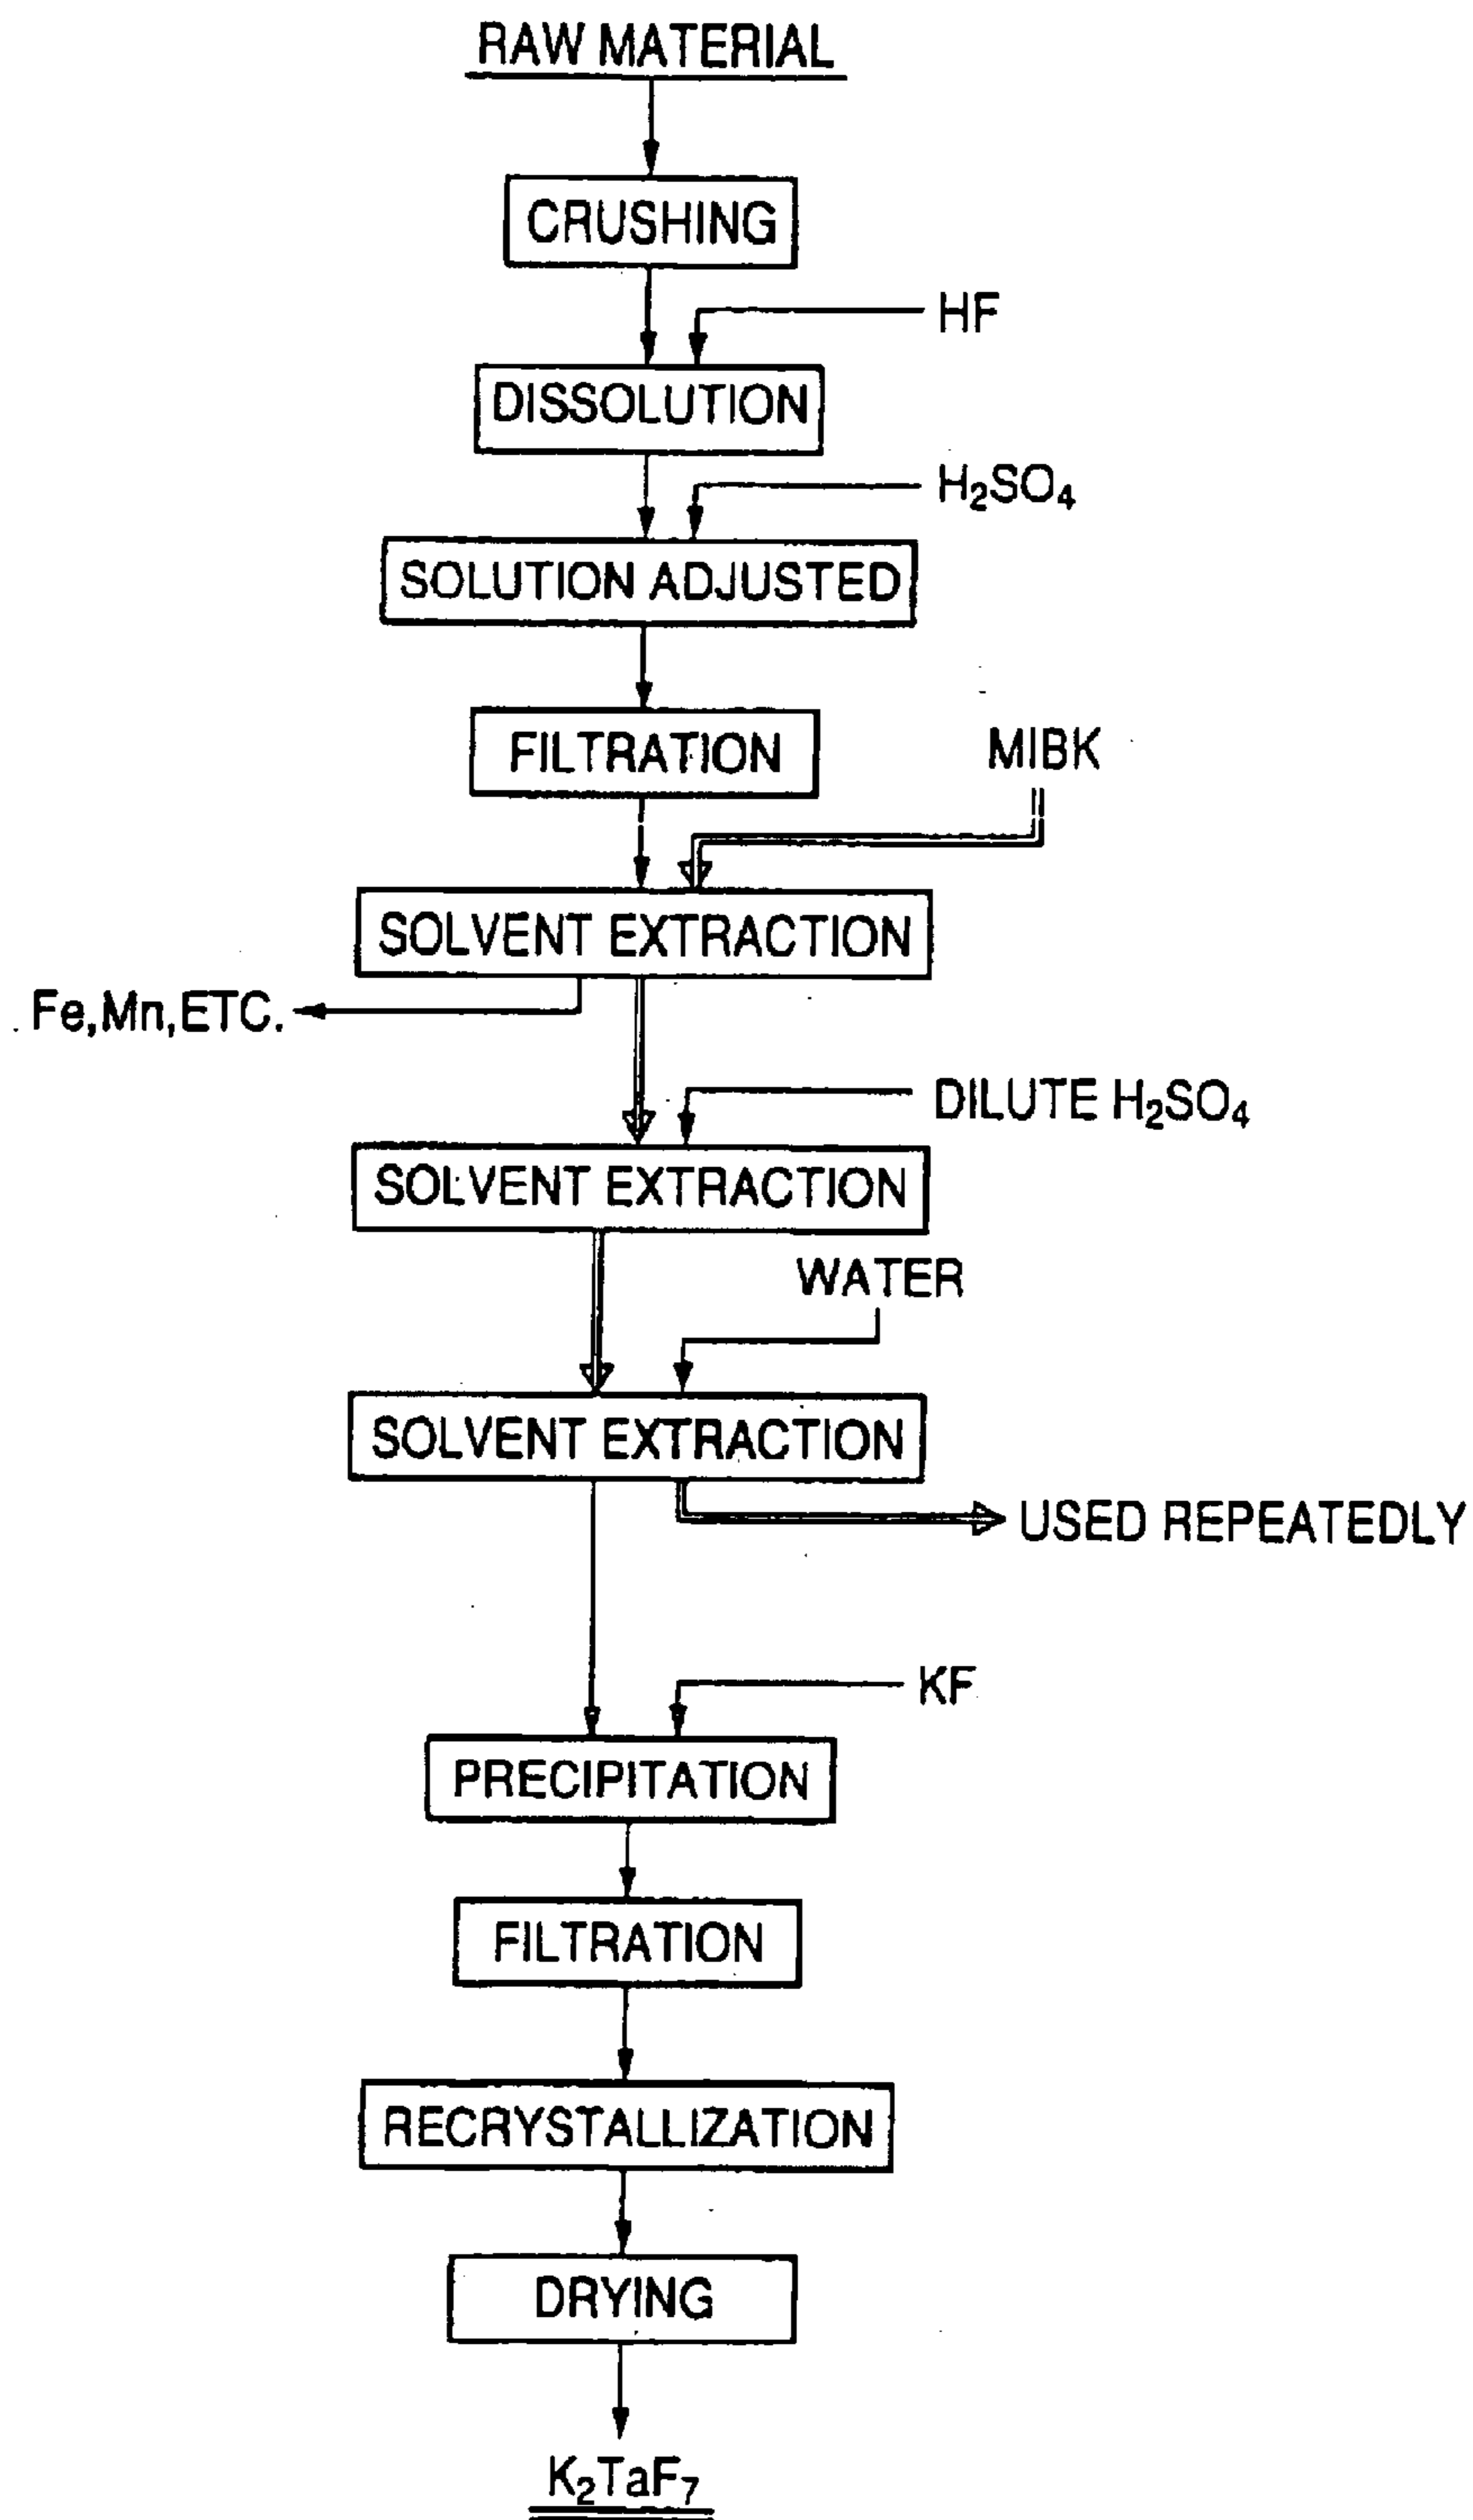 RAW MATERIAL
CRUSHING
HF
DISSOLUTION
H₂SO₄
SOLUTION ADJUSTED
FILTRATION
MIBK
SOLVENT EXTRACTION
Fe,Mn,ETC.
DILUTE H₂SO₄
SOLVENT EXTRACTION
WATER
SOLVENT EXTRACTION
USED REPEATEDLY
KF
PRECIPITATION
FILTRATION
RECRYSTALLIZATION
DRYING
K₂TaF₇